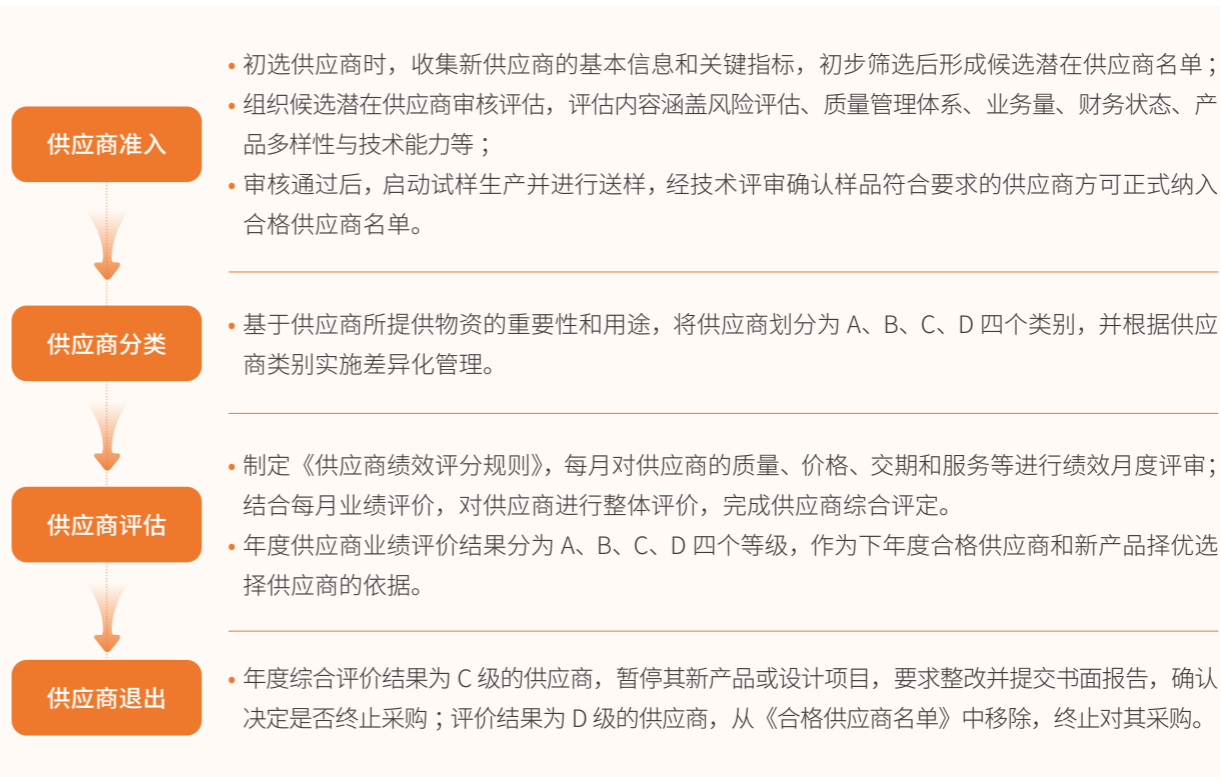 供应商准入
• 初选供应商时，收集新供应商的基本信息和关键指标，初步筛选后形成候选潜在供应商名单；
• 组织候选潜在供应商审核评估，评估内容涵盖风险评估、质量管理体系、业务量、财务状态、产
品多样性与技术能力等；
• 审核通过后，启动试样生产并进行送样，经技术评审确认样品符合要求的供应商方可正式纳入
合格供应商名单。
供应商分类
• 基于供应商所提供物资的重要性和用途，将供应商划分为 A、B、C、D 四个类别，并根据供应
商类别实施差异化管理。
供应商评估
• 制定《供应商绩效评分规则》，每月对供应商的质量、价格、交期和服务等进行绩效月度评审；
结合每月业绩评价，对供应商进行整体评价，完成供应商综合评定。
• 年度供应商业绩评价结果分为 A、B、C、D 四个等级，作为下年度合格供应商和新产品择优选
择供应商的依据。
供应商退出
• 年度综合评价结果为 C 级的供应商，暂停其新产品或设计项目，要求整改并提交书面报告，确认
决定是否终止采购；评价结果为 D 级的供应商，从《合格供应商名单》中移除，终止对其采购。